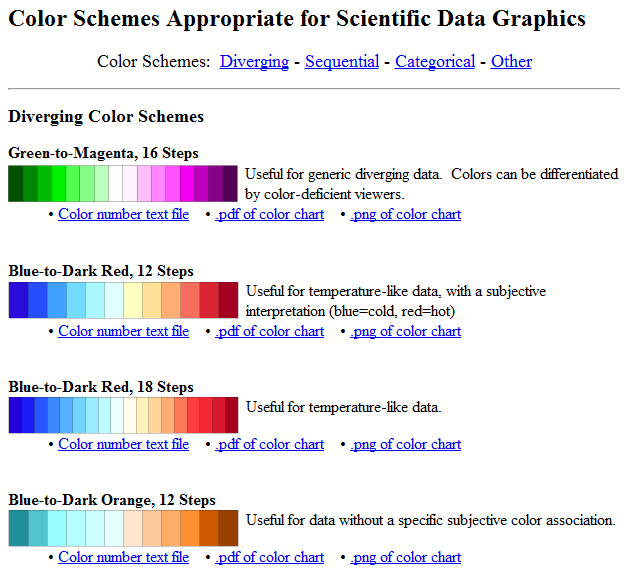 Color Schemes Appropriate for Scientific Data Graphics
Color Schemes: Diverging - Sequential - Categorical - Other
Diverging Color Schemes
Green-to-Magenta, 16 Steps
Useful for generic diverging data. Colors can be differentiated
by color-deficient viewers.
• Color number text file • .pdf of color chart • .png of color chart
Blue-to-Dark Red, 12 Steps
Useful for temperature-like data, with a subjective
interpretation (blue=cold, red=hot)
• Color number text file • .pdf of color chart • .png of color chart
Blue-to-Dark Red, 18 Steps
Useful for temperature-like data.
• Color number text file • .pdf of color chart • .png of color chart
Blue-to-Dark Orange, 12 Steps
Useful for data without a specific subjective color association.
• Color number text file • .pdf of color chart • .png of color chart